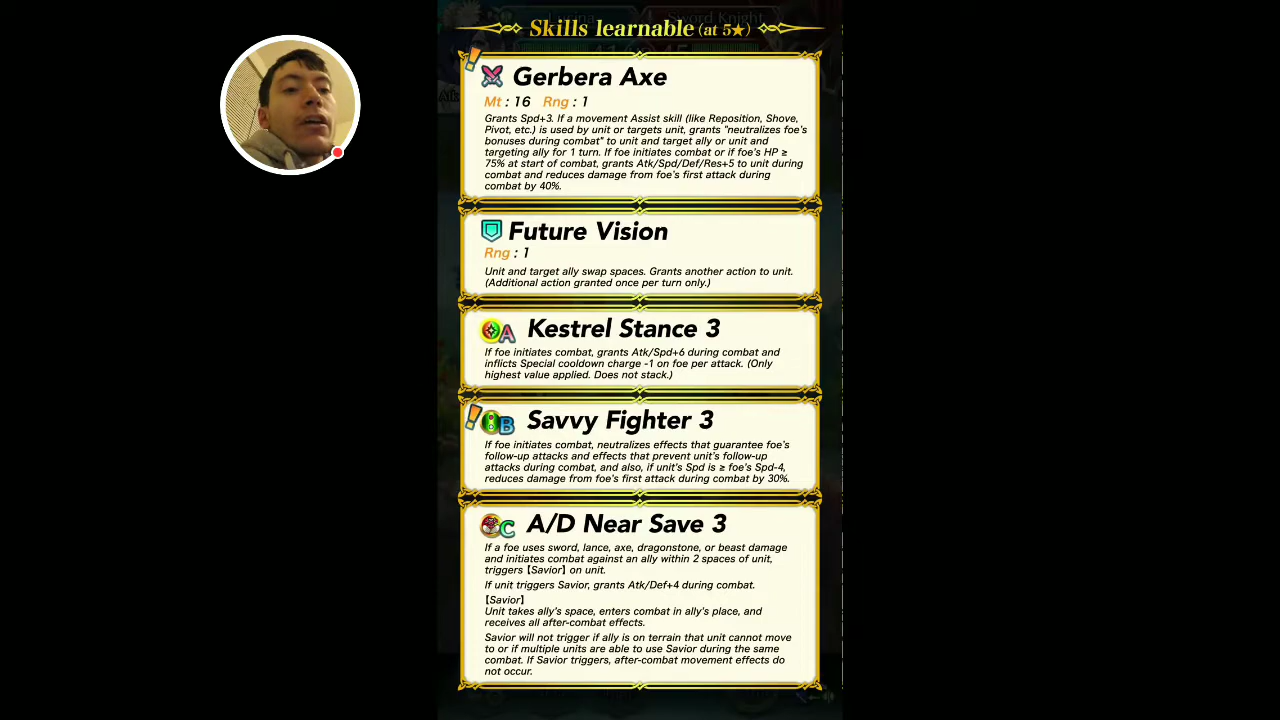 Skills learnable (at 5★)
Gerbera Axe
Mt : 16 Rng : 1
Grants Spd+3. If a movement Assist skill (like Reposition, Shove,
Pivot, etc.) is used by unit or targets unit, grants "neutralizes foe's
bonuses during combat" to unit and target ally or unit and
targeting ally for 1 turn. If foe initiates combat or if foe's HP ≥
75% at start of combat, grants Atk/Spd/Def/Res+5 to unit during
combat and reduces damage from foe's first attack during
combat by 40%.
Future Vision
Rng : 1
Unit and target ally swap spaces. Grants another action to unit.
(Additional action granted once per turn only.)
A Kestrel Stance 3
If foe initiates combat, grants Atk/Spd+6 during combat and
inflicts Special cooldown charge -1 on foe per attack. (Only
highest value applied. Does not stack.)
B Savvy Fighter 3
If foe initiates combat, neutralizes effects that guarantee foe's
follow-up attacks and effects that prevent unit's follow-up
attacks during combat, and also, if unit's Spd is ≥ foe's Spd-4,
reduces damage from foe's first attack during combat by 30%.
C A/D Near Save 3
If a foe uses sword, lance, axe, dragonstone, or beast damage
and initiates combat against an ally within 2 spaces of unit,
triggers【Savior】on unit.
If unit triggers Savior, grants Atk/Def+4 during combat.
【Savior】
Unit takes ally's space, enters combat in ally's place, and
receives all after-combat effects.
Savior will not trigger if ally is on terrain that unit cannot move
to or if multiple units are able to use Savior during the same
combat. If Savior triggers, after-combat movement effects do
not occur.